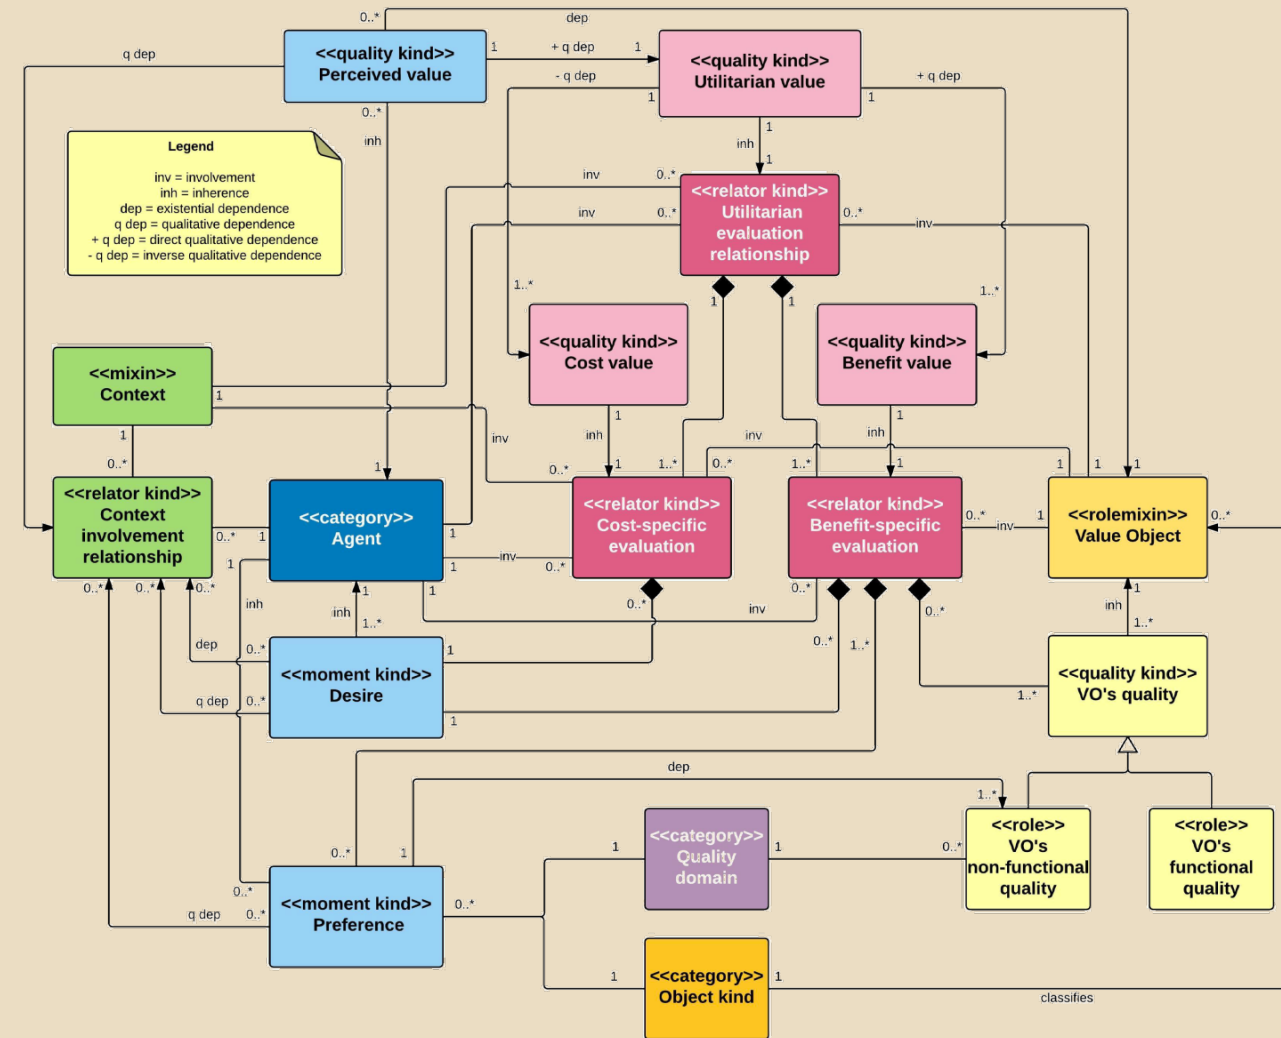 0..*
dep
q dep
<<quality kind>>
Perceived value
1
+ q dep
1
<<quality kind>>
Utilitarian value
- q dep
1
1
+ q dep
0..*
inh
1
inh
1
Legend
inv = involvement
inh = inherence
dep = existential dependence
q dep = qualitative dependence
+ q dep = direct qualitative dependence
- q dep = inverse qualitative dependence
inv
0..*
inv
0..*
<<relator kind>>
Utilitarian
evaluation
relationship
0..*
inv
1..*
1
1
1..*
<<quality kind>>
Cost value
<<quality kind>>
Benefit value
<<mixin>>
Context
1
1
0..*
1
inh
1
1
inh
1
inv
inv
0..*
1..*
0..*
1..*
1
1
1
1
<<relator kind>>
Context
involvement
relationship
0..*
1
<<category>>
Agent
1
1
inv
0..*
<<relator kind>>
Cost-specific
evaluation
<<relator kind>>
Benefit-specific
evaluation
0..*
inv
1
<<rolemixin>>
Value Object
0..*
0..*
0..*
0..*
1
inh
inh
1
1..*
1
0..*
inv
0..*
0..*
1..*
0..*
1
inh
1..*
dep
0..*
q dep
0..*
<<moment kind>>
Desire
1
1
1..*
<<quality kind>>
VO's quality
dep
1..*
0..*
1
0..*
q dep
0..*
<<moment kind>>
Preference
0..*
1
<<category>>
Quality
domain
1
0..*
<<role>>
VO's
non-functional
quality
<<role>>
VO's
functional
quality
1
<<category>>
Object kind
1
classifies